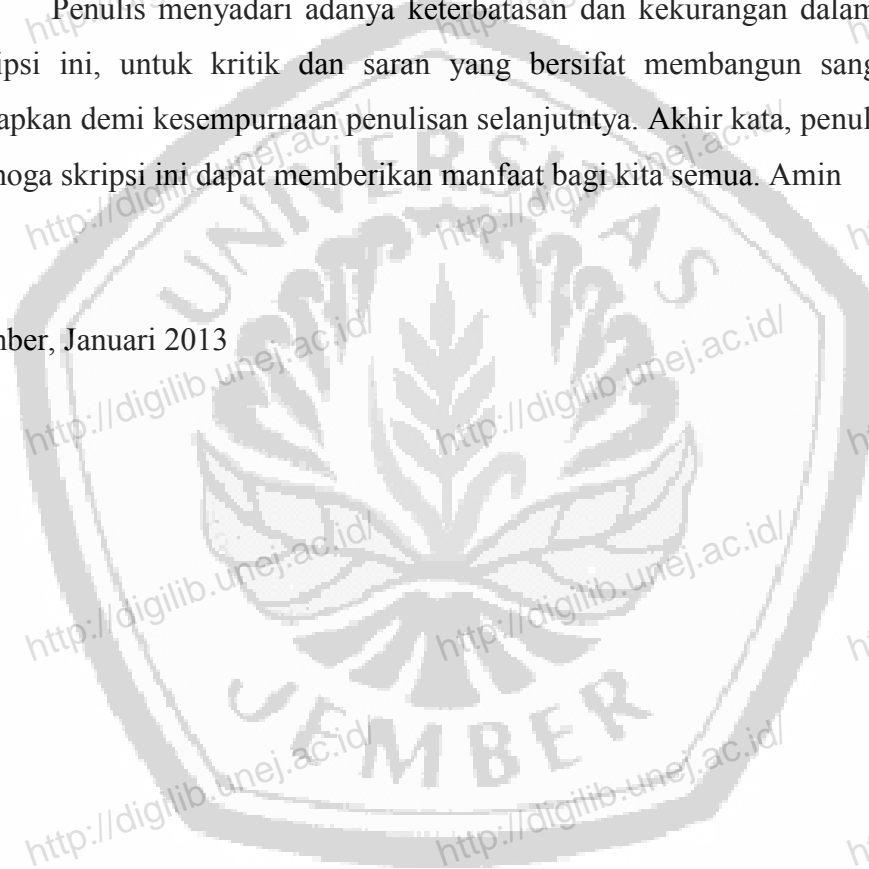 Penulis menyadari adanya keterbatasan dan kekurangan dalam
ipsi ini, untuk kritik dan saran yang bersifat membangun sang
apkan demi kesempurnaan penulisan selanjutntya. Akhir kata, penul
noga skripsi ini dapat memberikan manfaat bagi kita semua. Amin
nber, Januari 2013
UNIVERSITAS
JEMBER
http://digilib.unej.ac.id/
http://digilib.unej.ac.id/
http://digilib.unej.ac.id/
http://digilib.unej.ac.id/
http://digilib.unej.ac.id/
http://digilib.unej.ac.id/
http://digilib.unej.ac.id/
http://digilib.unej.ac.id/